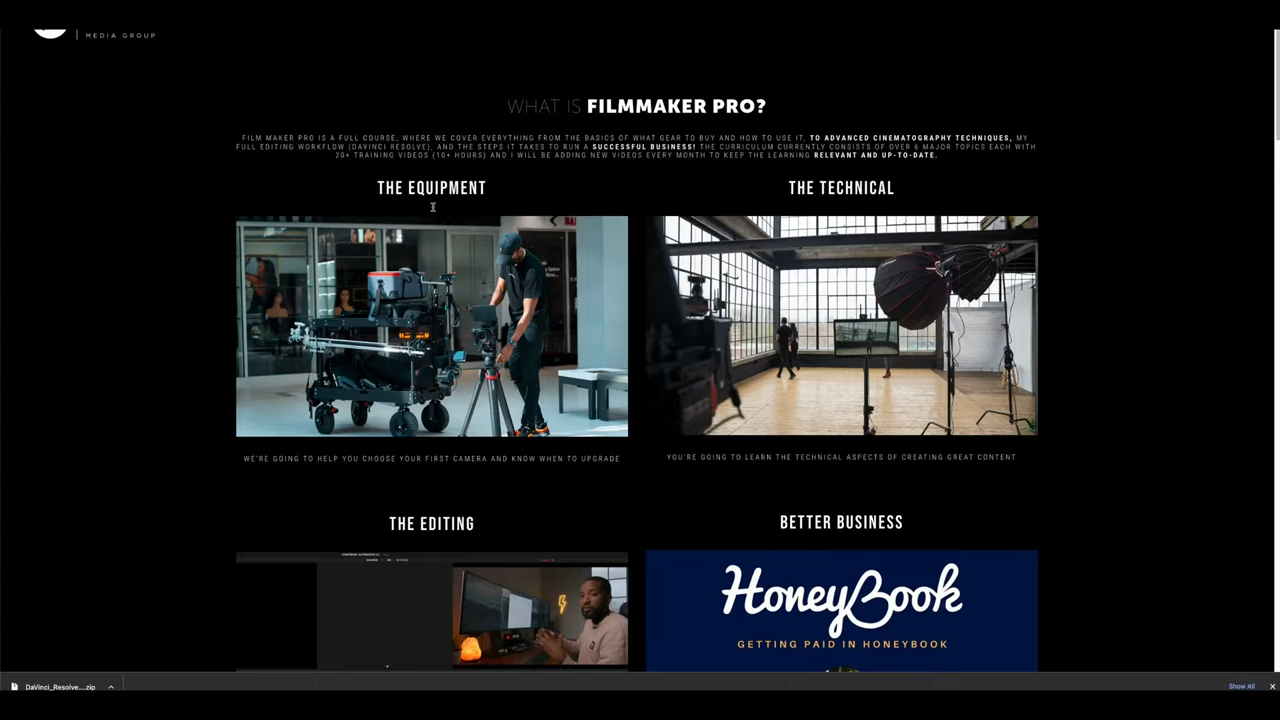 MEDIA GROUP
WHAT IS FILMMAKER PRO?
FILM MAKER PRO IS A FULL COURSE, WHERE WE COVER EVERYTHING FROM THE BASICS OF WHAT GEAR TO BUY AND HOW TO USE IT, TO ADVANCED CINEMATOGRAPHY TECHNIQUES, MY
FULL EDITING WORKFLOW (DAVINCI RESOLVE), AND THE STEPS IT TAKES TO RUN A SUCCESSFUL BUSINESS! THE CURRICULUM CURRENTLY CONSISTS OF OVER 6 MAJOR TOPICS EACH WITH
20+ TRAINING VIDEOS (10+ HOURS) AND I WILL BE ADDING NEW VIDEOS EVERY MONTH TO KEEP THE LEARNING RELEVANT AND UP-TO-DATE.
THE EQUIPMENT
THE TECHNICAL
WE'RE GOING TO HELP YOU CHOOSE YOUR FIRST CAMERA AND KNOW WHEN TO UPGRADE
YOU'RE GOING TO LEARN THE TECHNICAL ASPECTS OF CREATING GREAT CONTENT
THE EDITING
BETTER BUSINESS
HoneyBook
GETTING PAID IN HONEYBOOK
DaVinci_Resolve....zip
Show All